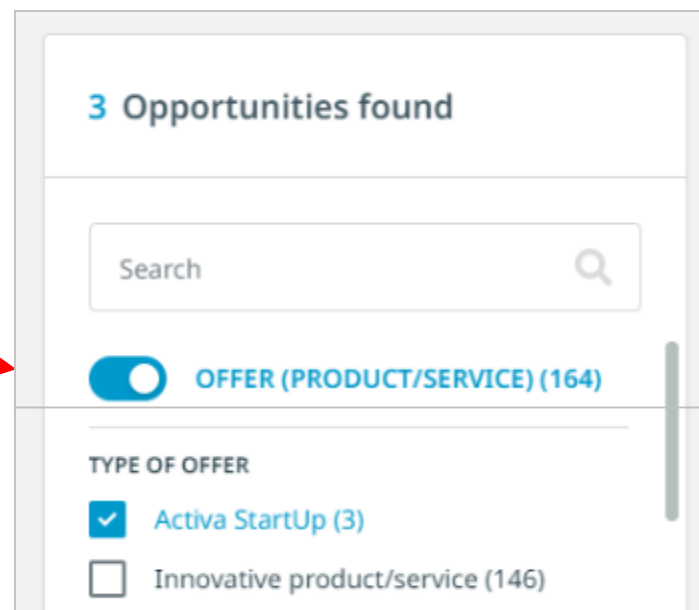 3 Opportunities found
Search
OFFER (PRODUCT/SERVICE) (164)
TYPE OF OFFER
Activa StartUp (3)
Innovative product/service (146)